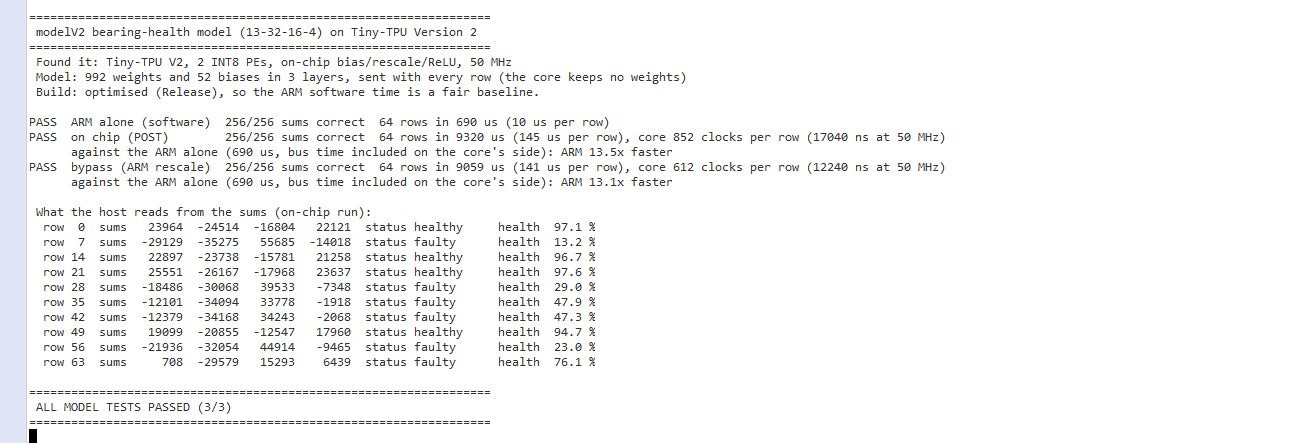 ==================================================================
modelV2 bearing-health model (13-32-16-4) on Tiny-TPU Version 2
==================================================================
Found it: Tiny-TPU V2, 2 INT8 PEs, on-chip bias/rescale/ReLU, 50 MHz
Model: 992 weights and 52 biases in 3 layers, sent with every row (the core keeps no weights)
Build: optimised (Release), so the ARM software time is a fair baseline.
PASS  ARM alone (software)  256/256 sums correct  64 rows in 690 us (10 us per row)
PASS  on chip (POST)        256/256 sums correct  64 rows in 9320 us (145 us per row), core 852 clocks per row (17040 ns at 50 MHz)
      against the ARM alone (690 us, bus time included on the core's side): ARM 13.5x faster
PASS  bypass (ARM rescale)  256/256 sums correct  64 rows in 9059 us (141 us per row), core 612 clocks per row (12240 ns at 50 MHz)
      against the ARM alone (690 us, bus time included on the core's side): ARM 13.1x faster
What the host reads from the sums (on-chip run):
row  0  sums   23964  -24514  -16804   22121  status healthy     health  97.1 %
row  7  sums  -29129  -35275   55685  -14018  status faulty      health  13.2 %
row 14  sums   22897  -23738  -15781   21258  status healthy     health  96.7 %
row 21  sums   25551  -26167  -17968   23637  status healthy     health  97.6 %
row 28  sums  -18486  -30068   39533   -7348  status faulty      health  29.0 %
row 35  sums  -12101  -34094   33778   -1918  status faulty      health  47.9 %
row 42  sums  -12379  -34168   34243   -2068  status faulty      health  47.3 %
row 49  sums   19099  -20855  -12547   17960  status healthy     health  94.7 %
row 56  sums  -21936  -32054   44914   -9465  status faulty      health  23.0 %
row 63  sums     708  -29579   15293    6439  status faulty      health  76.1 %
==================================================================
ALL MODEL TESTS PASSED (3/3)
==================================================================